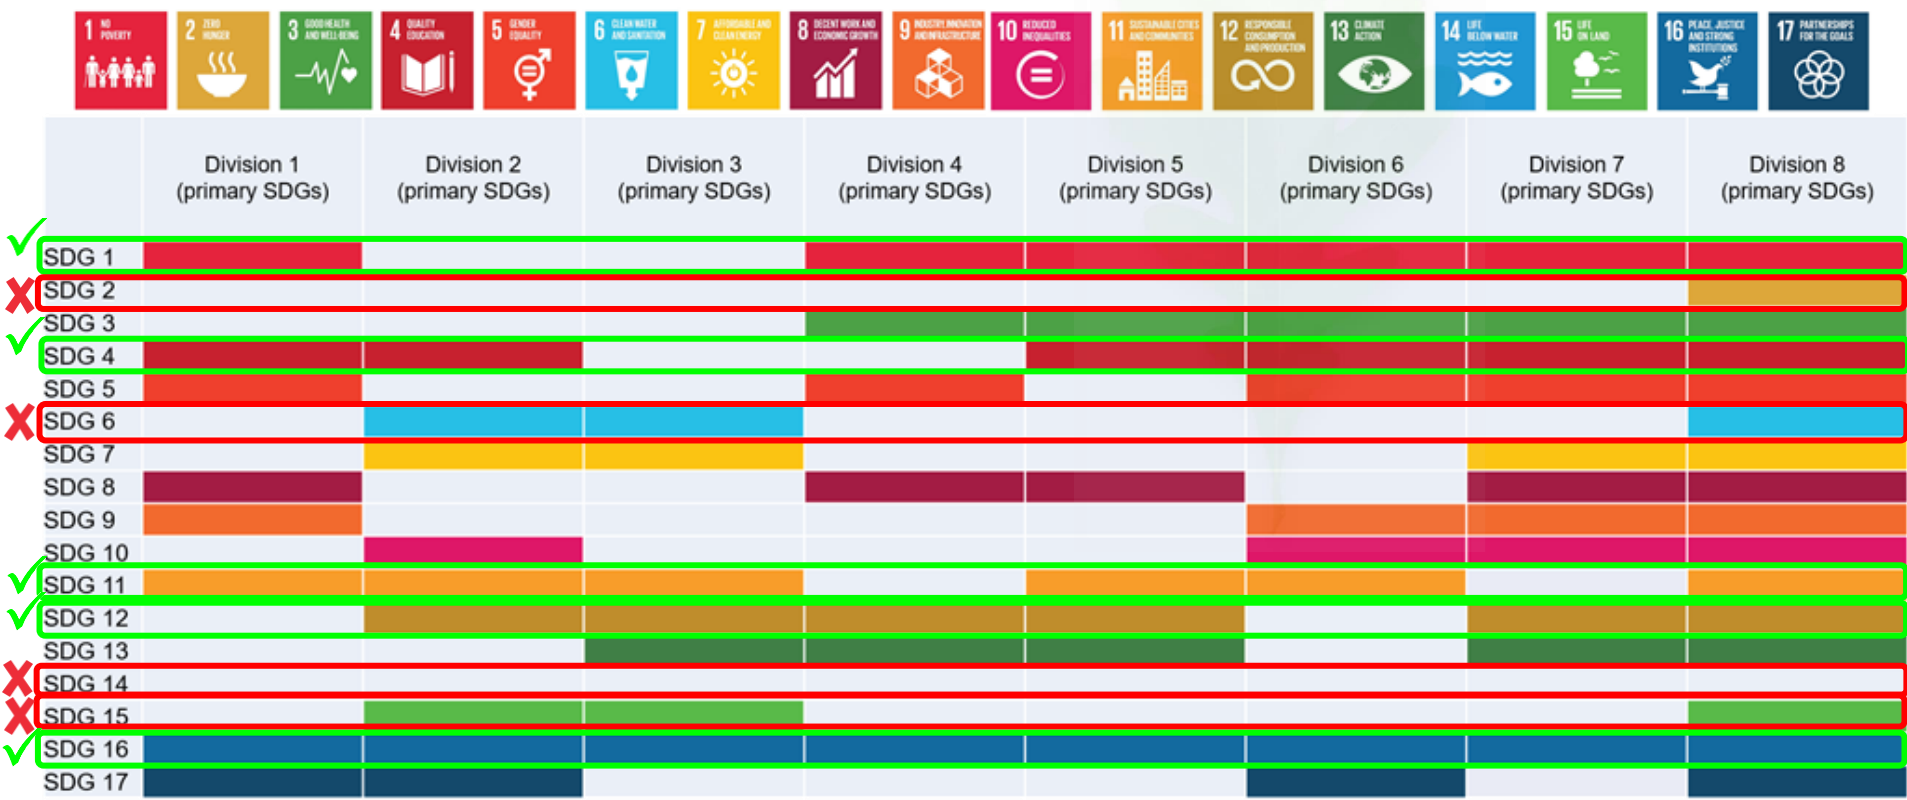 1 NO
POVERTY
2 ZERO
HUNGER
3 GOOD HEALTH
AND WELL-BEING
4 QUALITY
EDUCATION
5 GENDER
EQUALITY
6 CLEAN WATER
AND SANITATION
7 AFFORDABLE AND
CLEAN ENERGY
8 DECENT WORK AND
ECONOMIC GROWTH
9 INDUSTRY, INNOVATION
AND INFRASTRUCTURE
10 REDUCED
INEQUALITIES
11 SUSTAINABLE CITIES
AND COMMUNITIES
12 RESPONSIBLE
CONSUMPTION
AND PRODUCTION
13 CLIMATE
ACTION
14 LIFE
BELOW WATER
15 LIFE
ON LAND
16 PEACE, JUSTICE
AND STRONG
INSTITUTIONS
17 PARTNERSHIPS
FOR THE GOALS
Division 1
(primary SDGs)
Division 2
(primary SDGs)
Division 3
(primary SDGs)
Division 4
(primary SDGs)
Division 5
(primary SDGs)
Division 6
(primary SDGs)
Division 7
(primary SDGs)
Division 8
(primary SDGs)
SDG 1
SDG 2
SDG 3
SDG 4
SDG 5
SDG 6
SDG 7
SDG 8
SDG 9
SDG 10
SDG 11
SDG 12
SDG 13
SDG 14
SDG 15
SDG 16
SDG 17